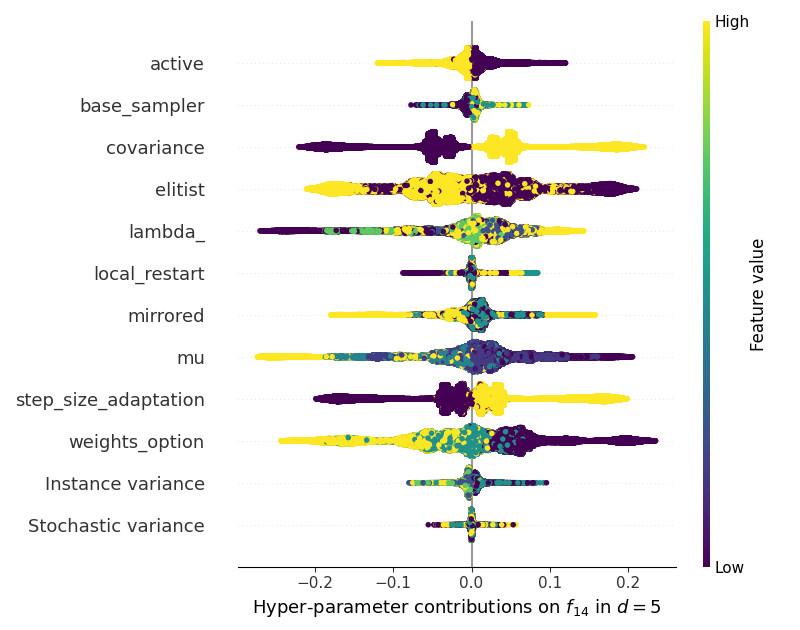 High
active
base_sampler
covariance
elitist
lambda_
local_restart
mirrored
mu
step_size_adaptation
weights_option
Instance variance
Stochastic variance
Feature value
Low
−0.2 −0.1 0.0 0.1 0.2
Hyper-parameter contributions on f14 in d = 5